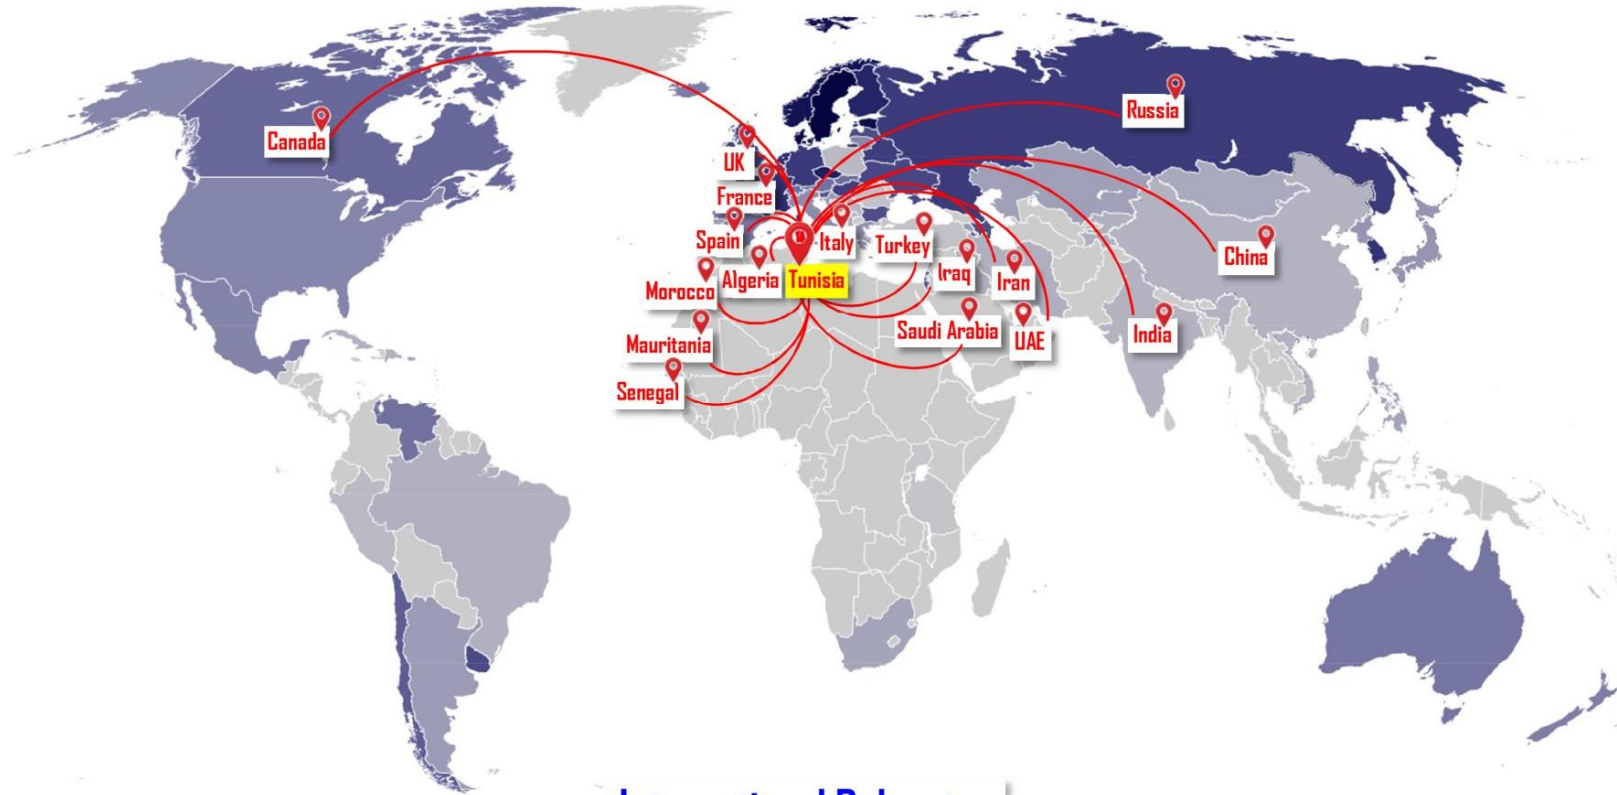 Russia
Canada
UK
France
Spain
Italy
Turkey
China
Algeria
Tunisia
Iraq
Iran
Morocco
Saudi Arabia
UAE
India
Mauritania
Senegal